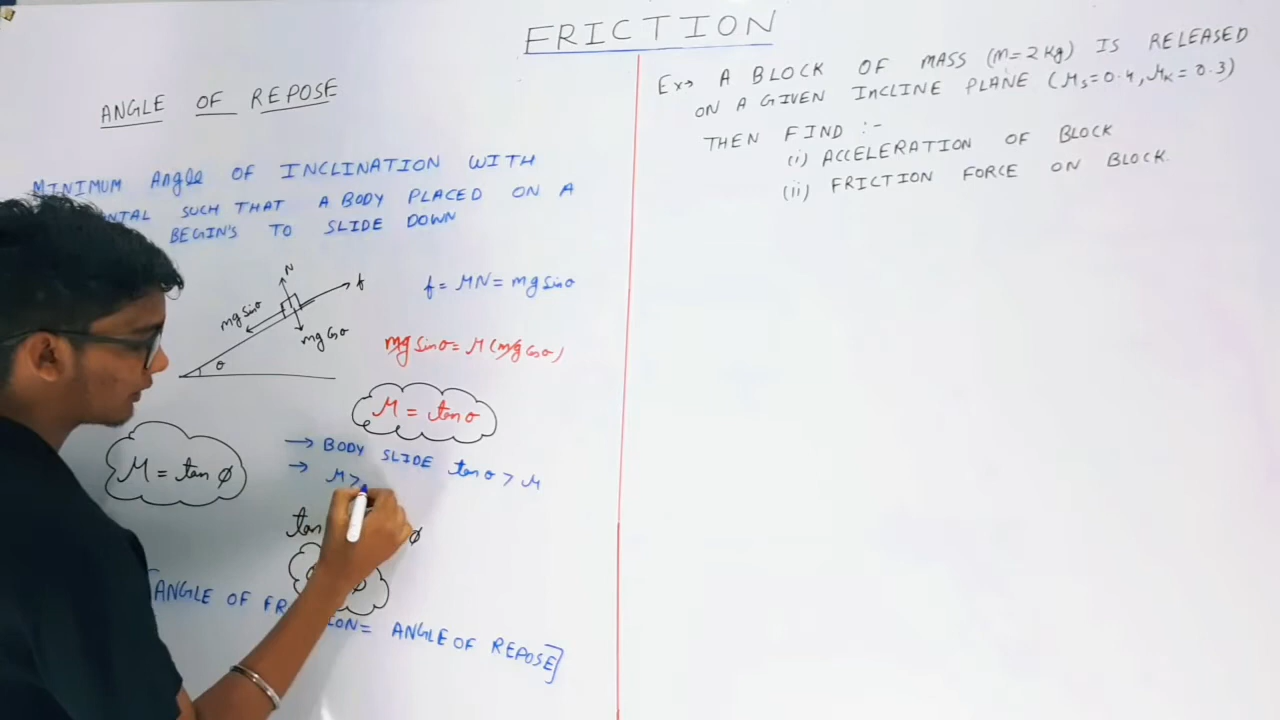 FRICTION
ANGLE OF REPOSE
MINIMUM Angle OF INCLINATION WITH
SUCH THAT A BODY PLACED ON A
BEGIN'S TO SLIDE DOWN
N
f
mg sinθ
mg cosθ
θ
f = μN = mg sinθ
mg sinθ = μ(mg cosθ)
μ = tanθ
μ = tan ϕ
→ BODY SLIDE tanθ > μ
→ μ >
tan ϕ
ANGLE OF = ANGLE OF REPOSE]
Ex→ A BLOCK OF MASS (m = 2 kg) IS RELEASED
ON A GIVEN INCLINE PLANE (μs = 0.4, μk = 0.3)
THEN FIND :-
(i) ACCELERATION OF BLOCK
(ii) FRICTION FORCE ON BLOCK.